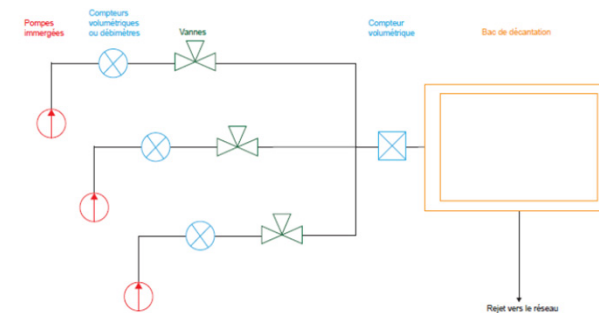 Pompes
immergées
Compteurs
volumétriques
ou débimètres
Vannes
Compteur
volumétrique
Bac de décantation
Rejet vers le réseau